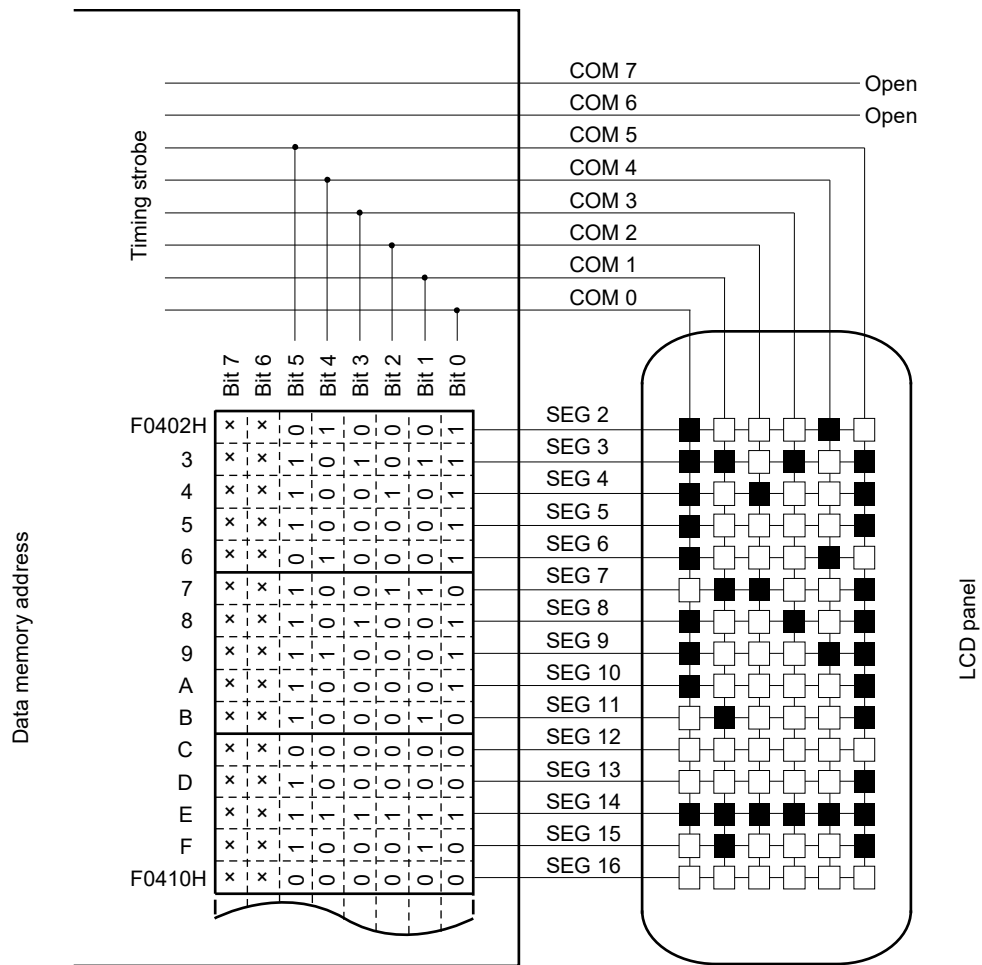 COM 7
Open
COM 6
Open
COM 5
COM 4
COM 3
COM 2
COM 1
COM 0
Timing strobe
Bit 7 Bit 6 Bit 5 Bit 4 Bit 3 Bit 2 Bit 1 Bit 0
F0402H × × 0 1 0 0 0 1 SEG 2
3 × × 1 0 1 0 1 1 SEG 3
4 × × 1 0 0 1 0 1 SEG 4
5 × × 1 0 0 0 0 1 SEG 5
6 × × 0 1 0 0 0 1 SEG 6
7 × × 1 0 0 1 1 0 SEG 7
8 × × 1 0 1 0 0 1 SEG 8
9 × × 1 1 0 0 0 1 SEG 9
A × × 1 0 0 0 0 1 SEG 10
B × × 1 0 0 0 1 0 SEG 11
C × × 0 0 0 0 0 0 SEG 12
D × × 1 0 0 0 0 0 SEG 13
E × × 1 1 1 1 1 1 SEG 14
F × × 1 0 0 0 1 0 SEG 15
F0410H × × 0 0 0 0 0 0 SEG 16
Data memory address
LCD panel